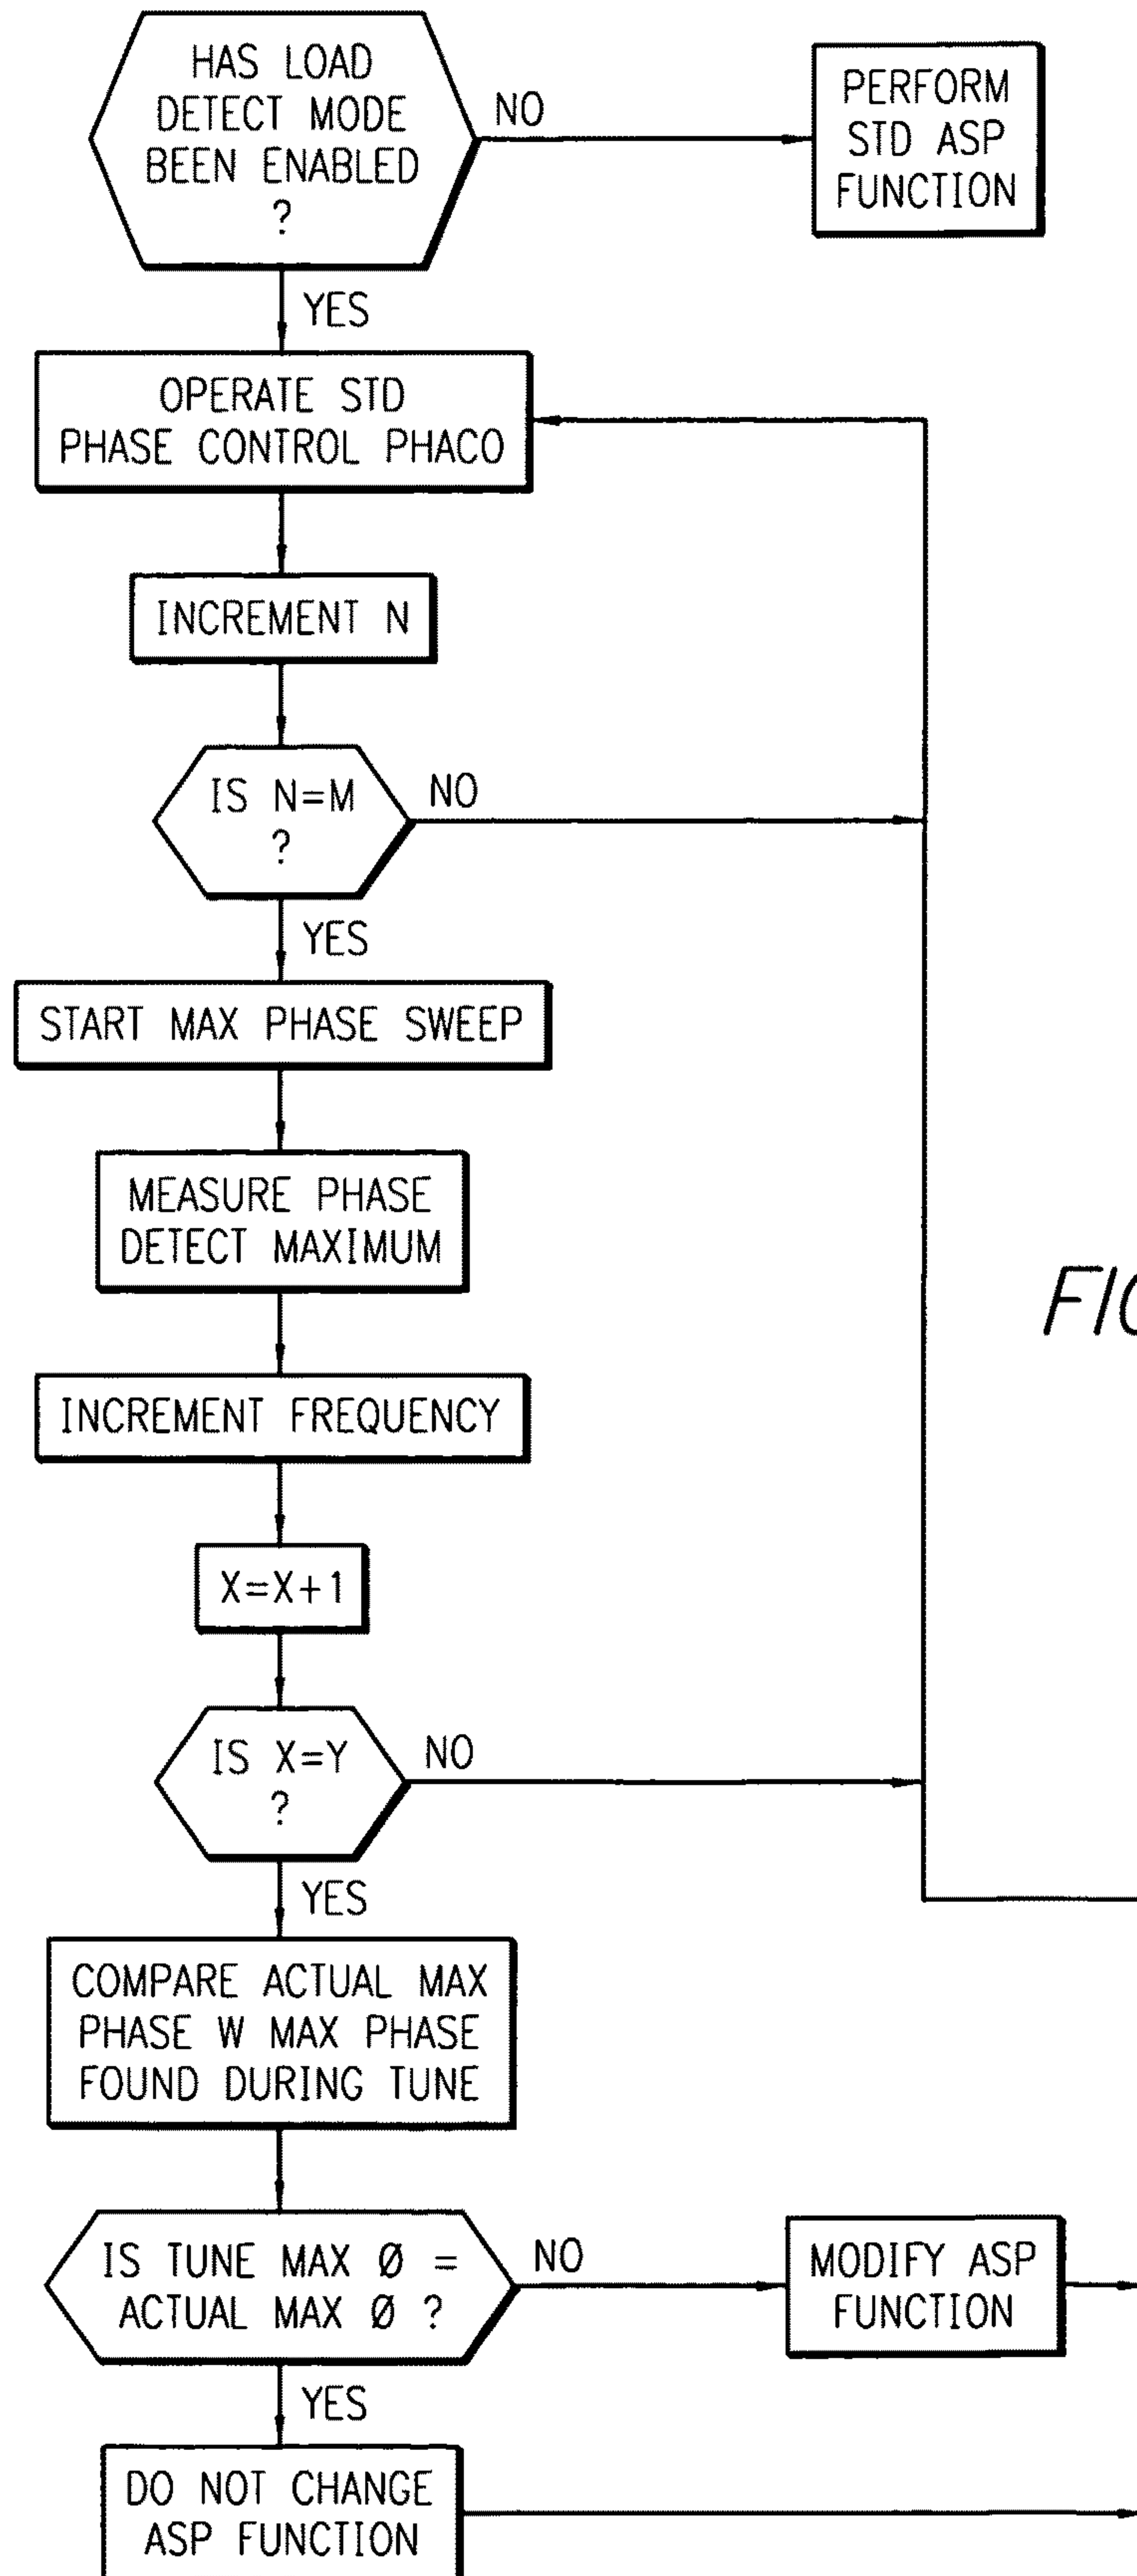 HAS LOAD
DETECT MODE
BEEN ENABLED
?
NO
PERFORM
STD ASP
FUNCTION
YES
OPERATE STD
PHASE CONTROL PHACO
INCREMENT N
IS N=M
?
NO
YES
START MAX PHASE SWEEP
MEASURE PHASE
DETECT MAXIMUM
FIG
INCREMENT FREQUENCY
X=X+1
IS X=Y
?
NO
YES
COMPARE ACTUAL MAX
PHASE W MAX PHASE
FOUND DURING TUNE
IS TUNE MAX Ø =
ACTUAL MAX Ø ?
NO
MODIFY ASP
FUNCTION
YES
DO NOT CHANGE
ASP FUNCTION